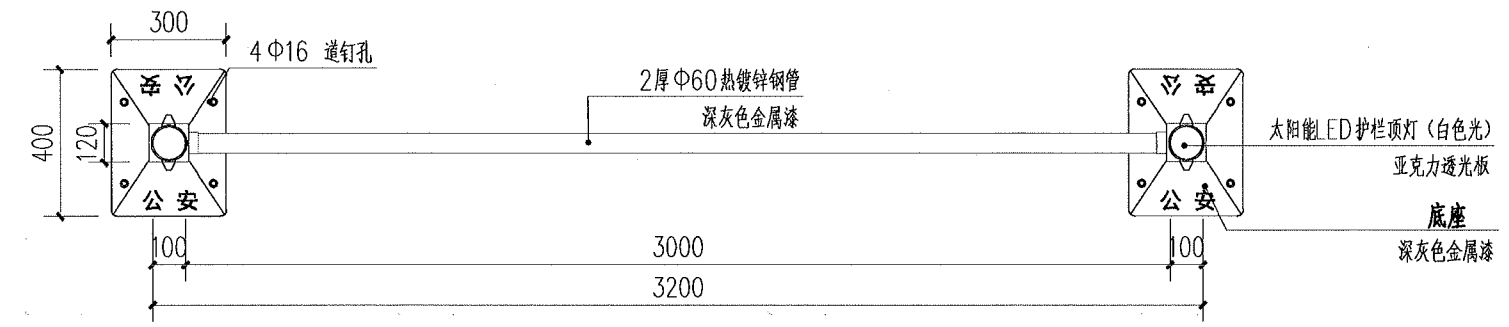 300
4Φ16 道钉孔
2厚Φ60热镀锌钢管
深灰色金属漆
公安
公安
400
120
太阳能LED护栏顶灯(白色光)
亚克力透光板
公安
公安
底座
深灰色金属漆
100
3000
100
3200